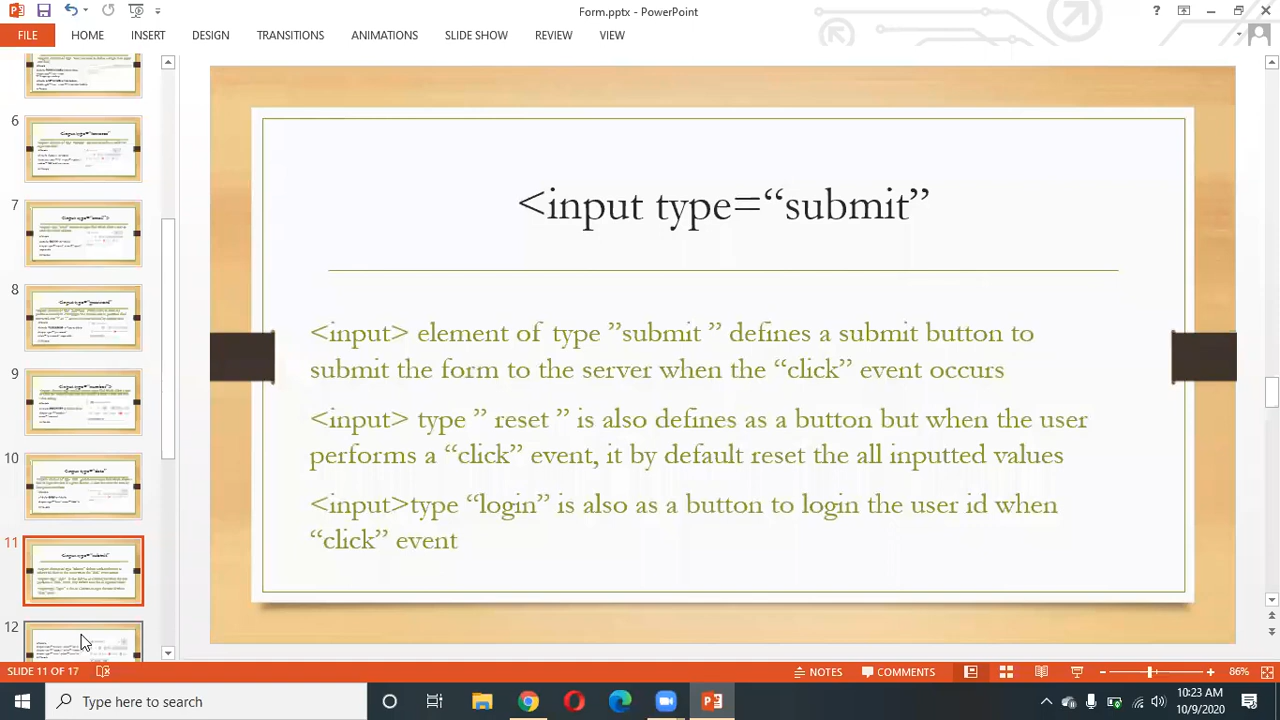 Form.pptx - PowerPoint
?
FILE HOME INSERT DESIGN TRANSITIONS ANIMATIONS SLIDE SHOW REVIEW VIEW
6
7
8
9
10
11
12
<input type=“submit”
<input> element of type ”submit ” defines a submit button to
submit the form to the server when the “click” event occurs
<input> type ” reset ” is also defines as a button but when the user
performs a “click” event, it by default reset the all inputted values
<input>type “login” is also as a button to login the user id when
“click” event
SLIDE 11 OF 17 NOTES COMMENTS 86%
Type here to search
10:23 AM
10/9/2020